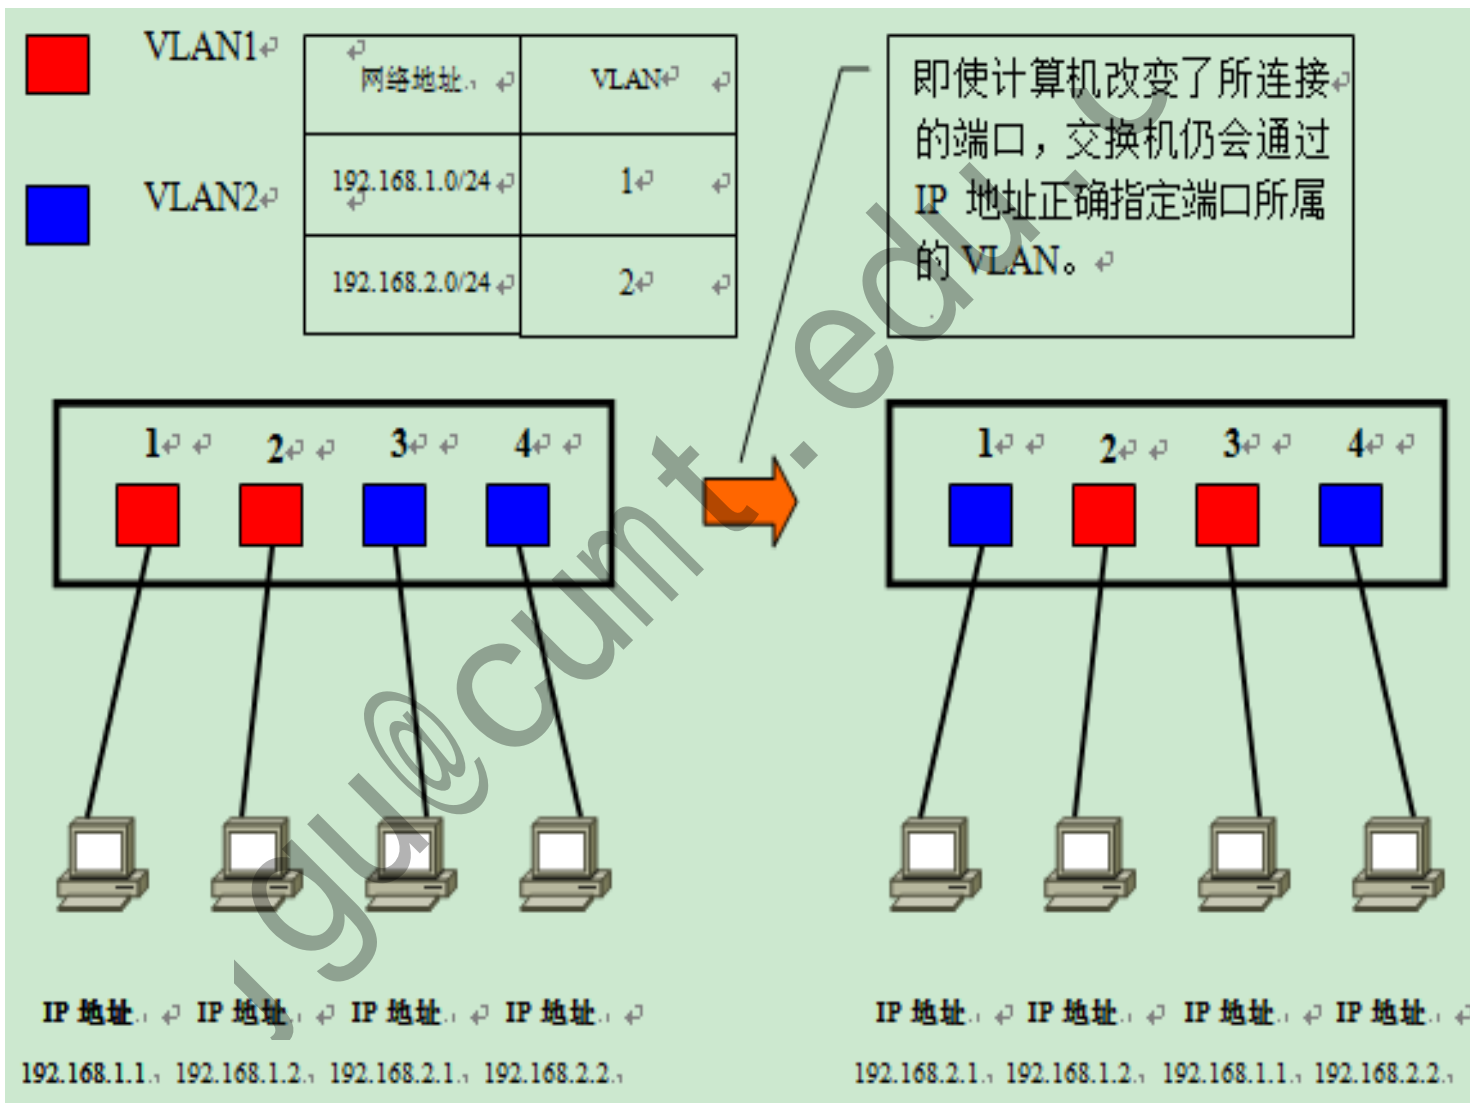 VLAN1
VLAN2
网络地址 VLAN
192.168.1.0/24 1
192.168.2.0/24 2
即使计算机改变了所连接
的端口，交换机仍会通过
IP 地址正确指定端口所属
的 VLAN。
1 2 3 4
1 2 3 4
IP 地址 IP 地址 IP 地址 IP 地址
192.168.1.1 192.168.1.2 192.168.2.1 192.168.2.2
IP 地址 IP 地址 IP 地址 IP 地址
192.168.2.1 192.168.1.2 192.168.1.1 192.168.2.2
gu@cumt.edu.c